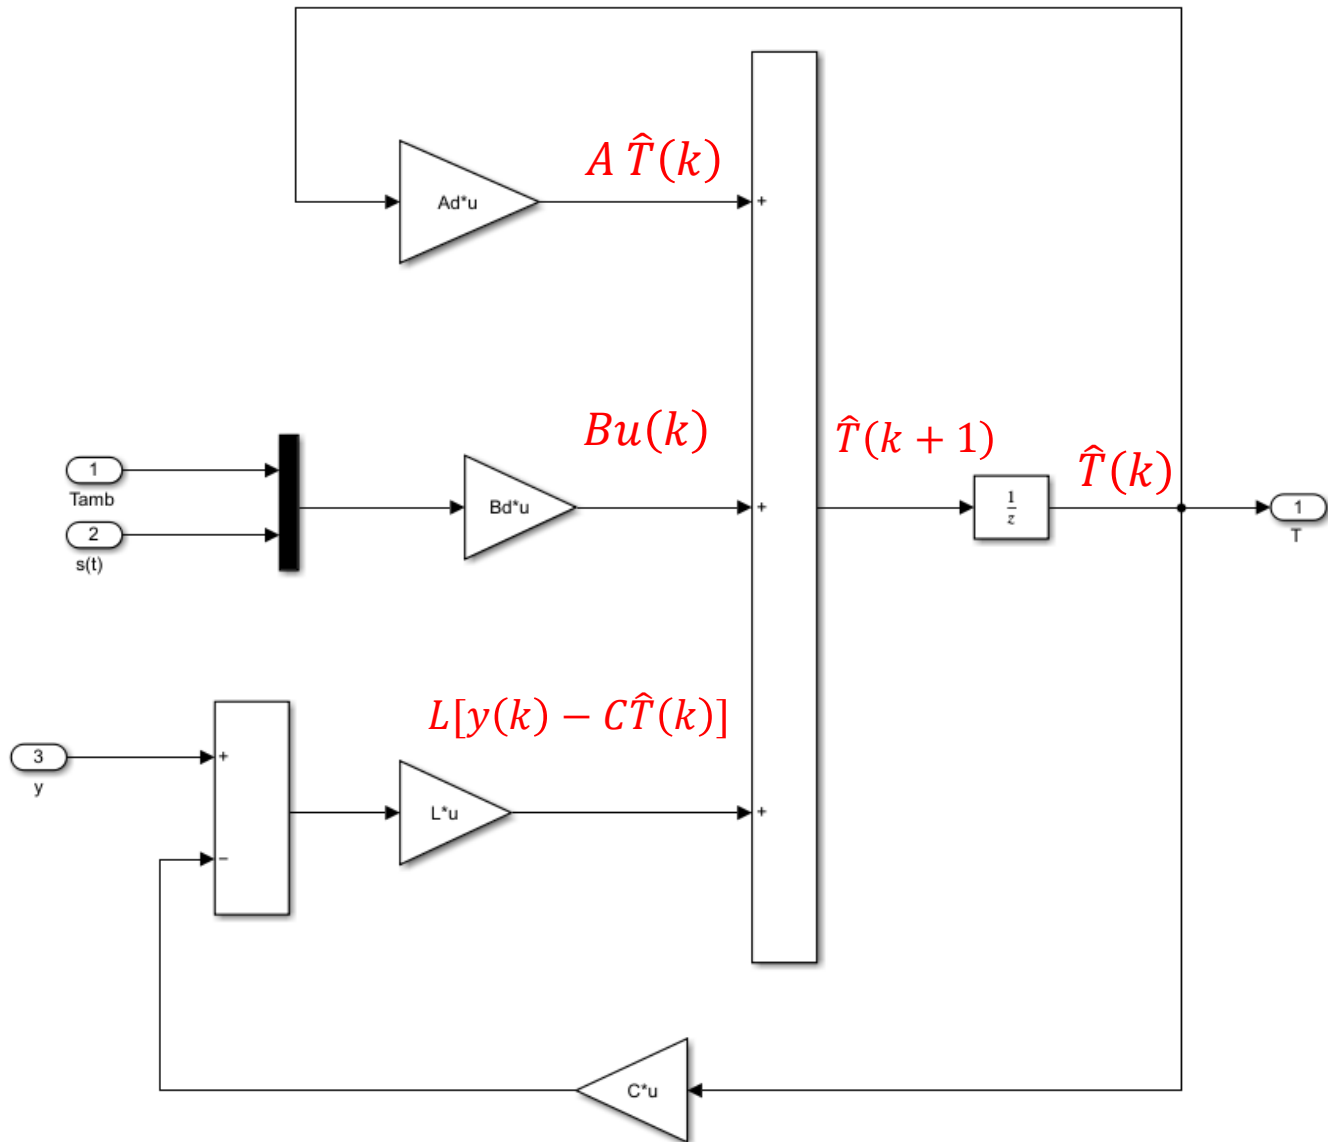 A T̂(k)
Ad*u
+
Bu(k)
T̂(k + 1)
T̂(k)
1
Tamb
2
s(t)
Bd*u
+
1/z
1
T
L[y(k) − CT̂(k)]
3
y
+
−
L*u
+
C*u